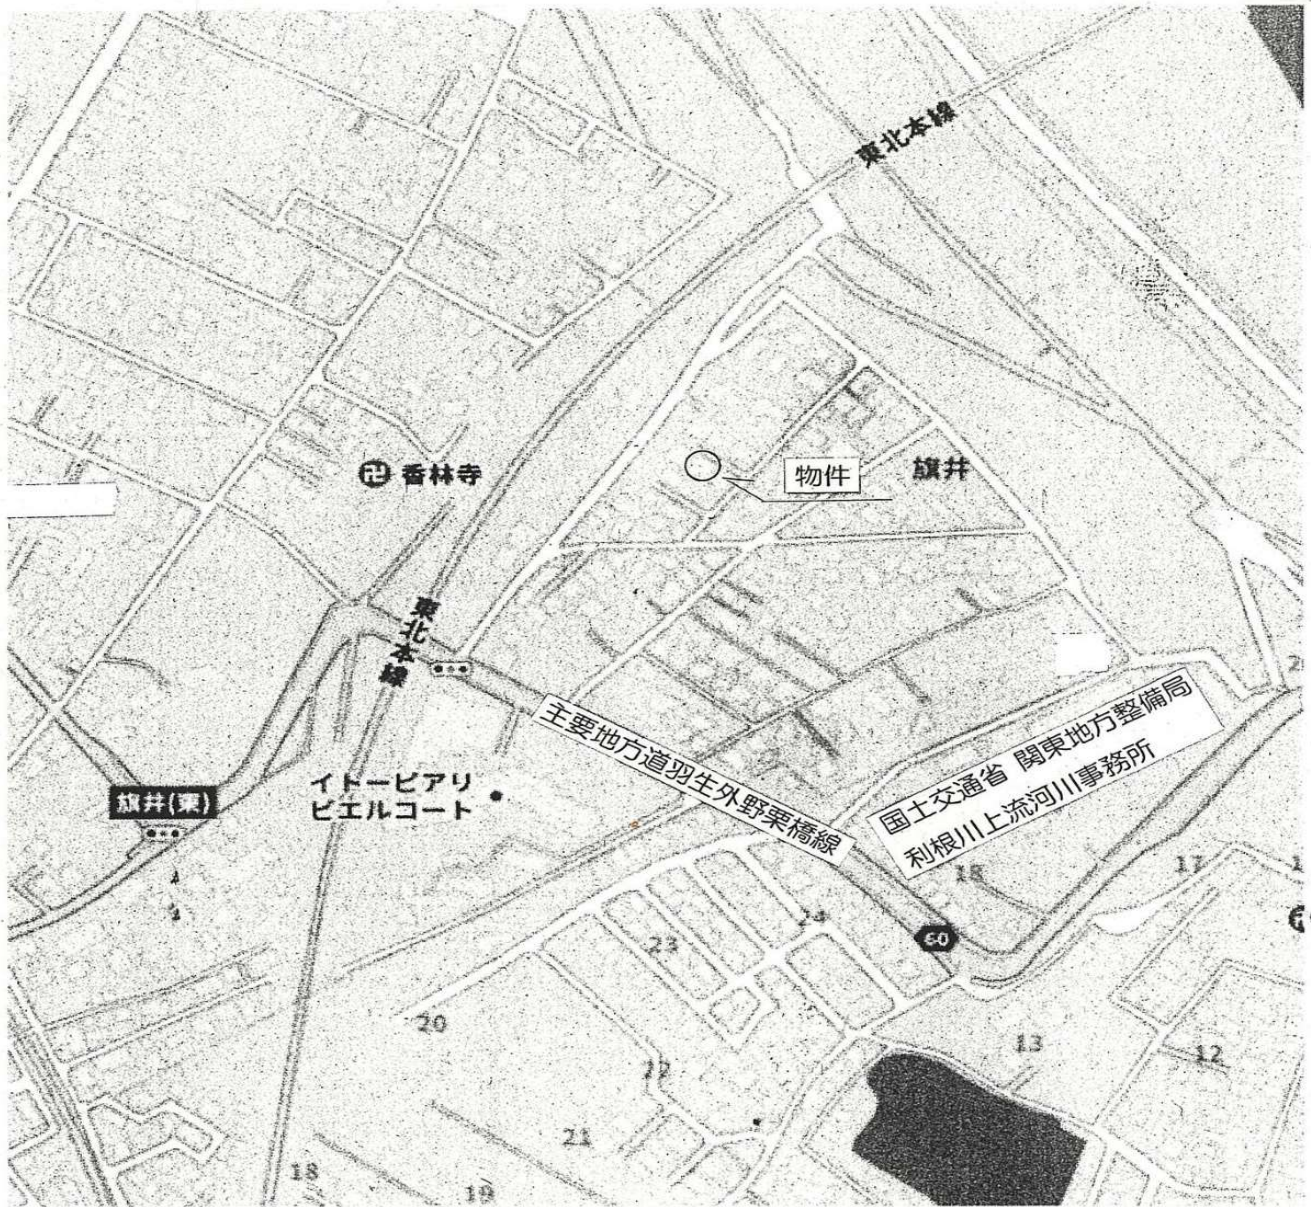 東北本線
卍 香林寺
物件
旗井
東北本線
主要地方道羽生外野栗橋線
国土交通省 関東地方整備局
利根川上流河川事務所
イトーピアリ
ビエルコート
旗井(東)
17
24
23
60
20
13
12
22
21
18
19